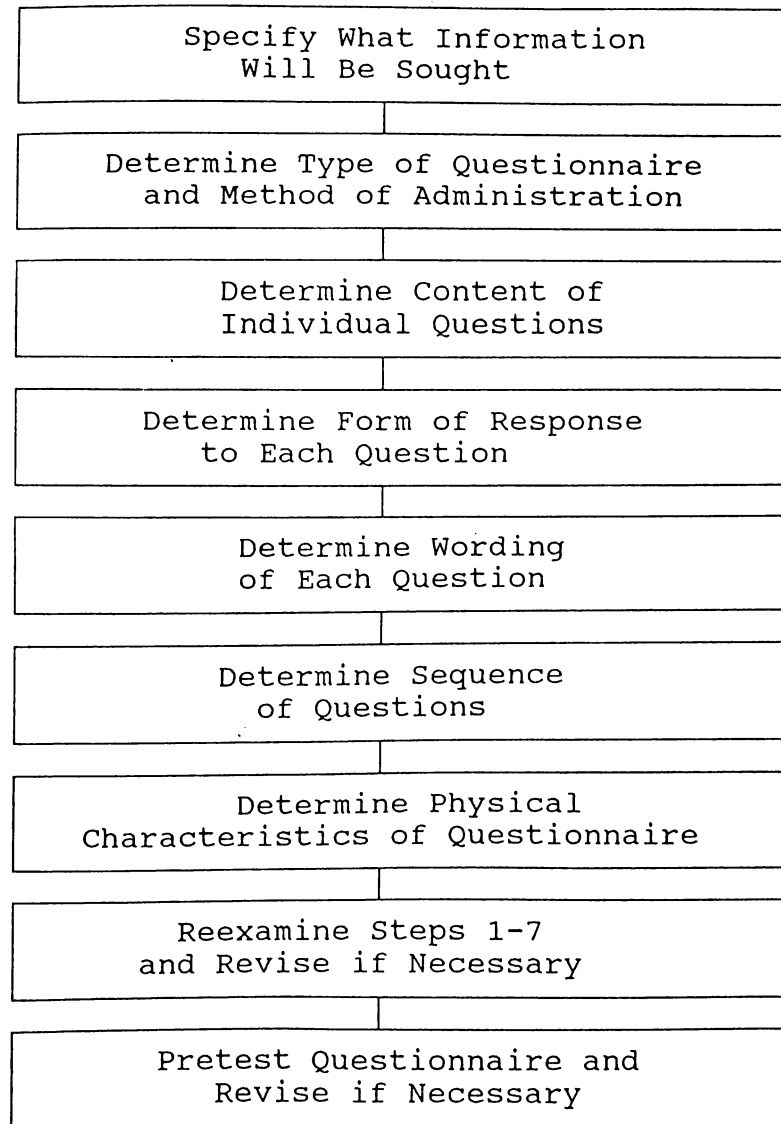 Specify What Information
Will Be Sought
Determine Type of Questionnaire
and Method of Administration
Determine Content of
Individual Questions
Determine Form of Response
to Each Question
Determine Wording
of Each Question
Determine Sequence
of Questions
Determine Physical
Characteristics of Questionnaire
Reexamine Steps 1-7
and Revise if Necessary
Pretest Questionnaire and
Revise if Necessary